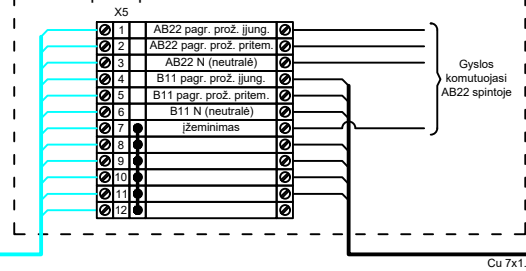 X5
1 AB22 pagr. prož. įjung.
2 AB22 pagr. prož. pritem.
3 AB22 N (neutralė)
4 B11 pagr. prož. įjung.
5 B11 pagr. prož. pritem.
6 B11 N (neutralė)
7 įžeminimas
8
9
10
11
12
Gyslos
komutuojasi
AB22 spintoje
Cu 7x1.